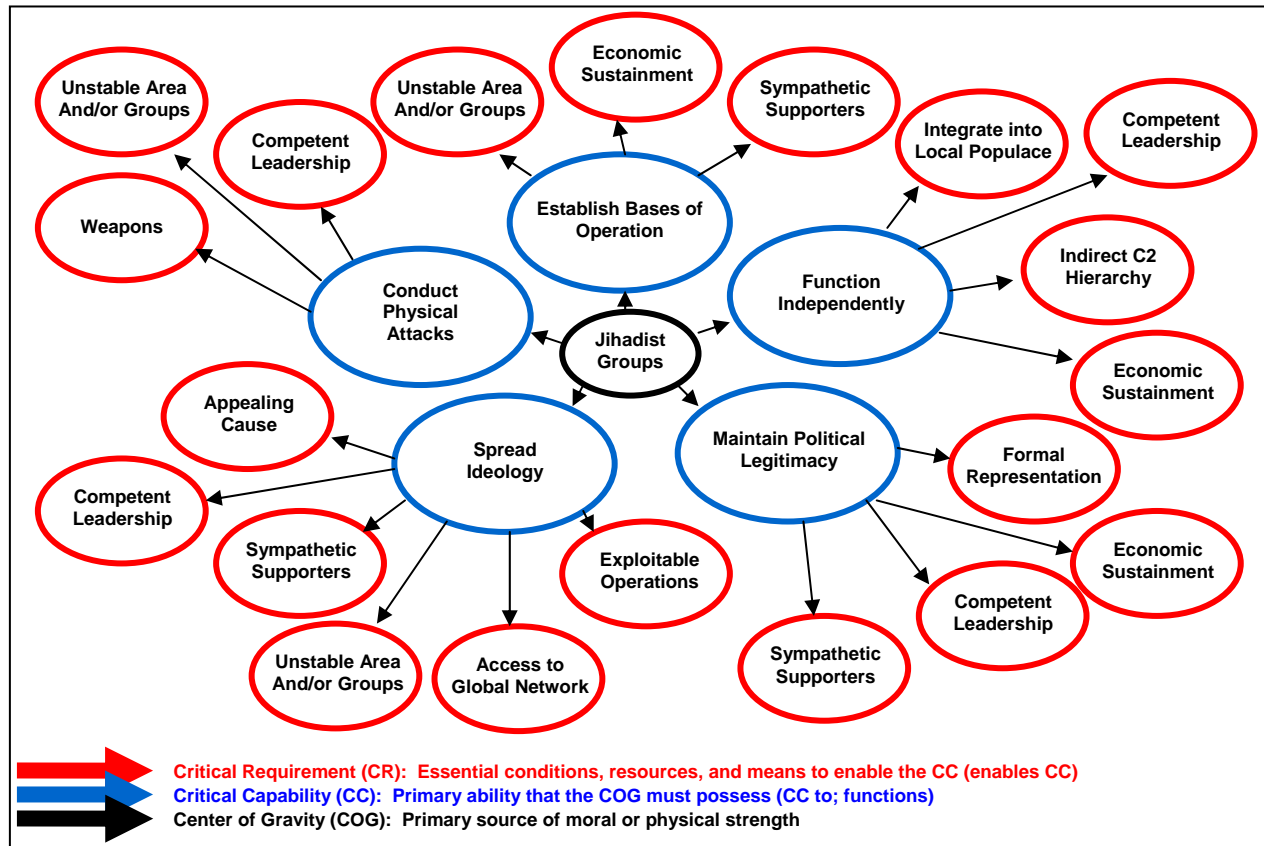 Economic
Sustainment
Unstable Area
And/or Groups
Unstable Area
And/or Groups
Sympathetic
Supporters
Competent
Leadership
Integrate into
Local Populace
Competent
Leadership
Weapons
Establish Bases of
Operation
Indirect C2
Hierarchy
Conduct
Physical
Attacks
Function
Independently
Jihadist
Groups
Economic
Sustainment
Appealing
Cause
Spread
Ideology
Maintain Political
Legitimacy
Formal
Representation
Competent
Leadership
Sympathetic
Supporters
Exploitable
Operations
Economic
Sustainment
Competent
Leadership
Unstable Area
And/or Groups
Access to
Global Network
Sympathetic
Supporters
Critical Requirement (CR): Essential conditions, resources, and means to enable the CC (enables CC)
Critical Capability (CC): Primary ability that the COG must possess (CC to; functions)
Center of Gravity (COG): Primary source of moral or physical strength